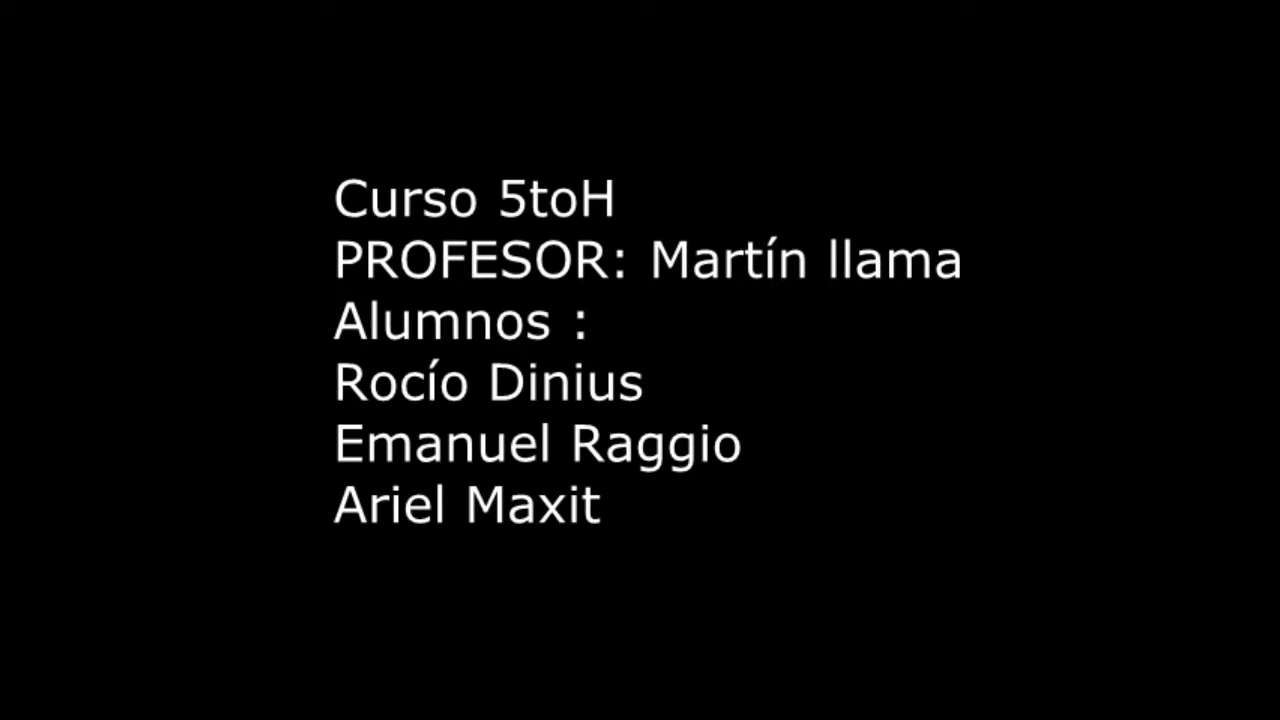 Curso 5toH
PROFESOR: Martín llama
Alumnos :
Rocío Dinius
Emanuel Raggio
Ariel Maxit